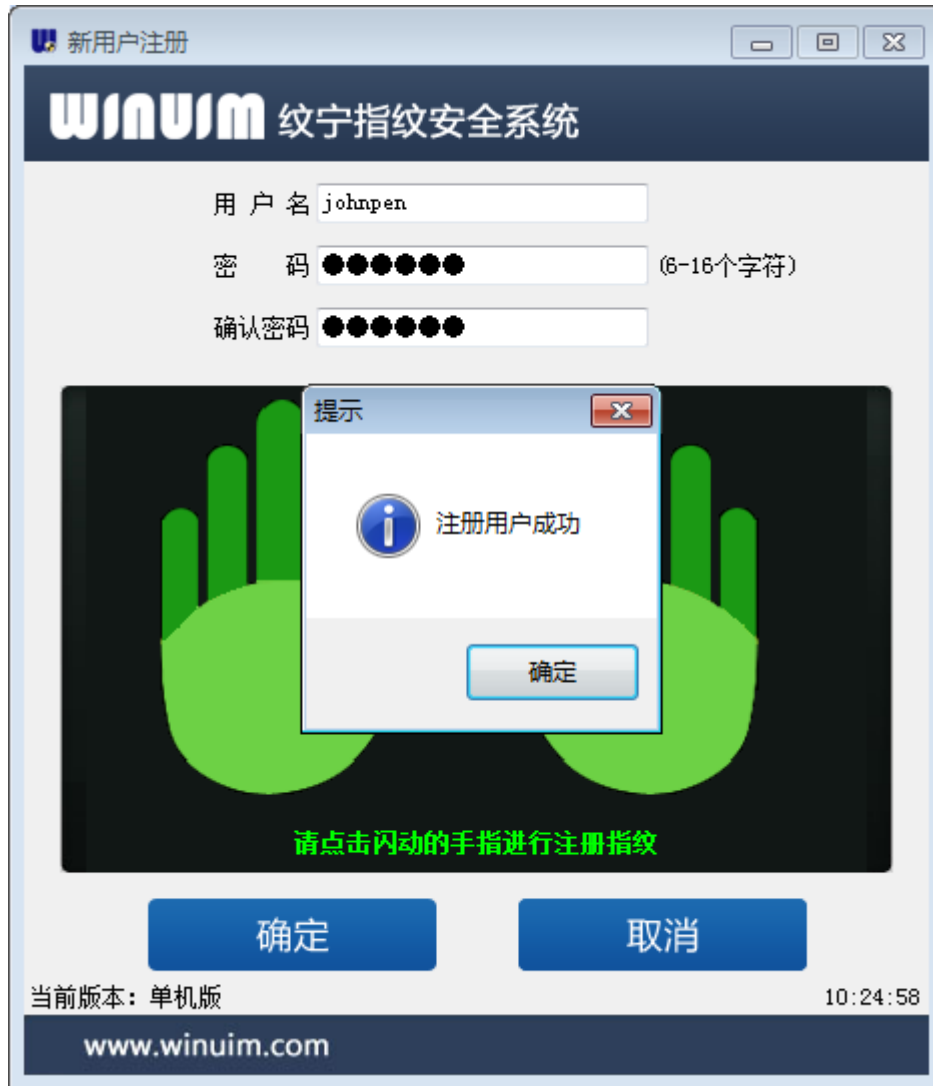 新用户注册
WINUIM 纹宁指纹安全系统
用 户 名 johnpen
密 码 ●●●●●● (6-16个字符)
确认密码 ●●●●●●
提示
注册用户成功
确定
请点击闪动的手指进行注册指纹
确定 取消
当前版本：单机版 10:24:58
www.winuim.com